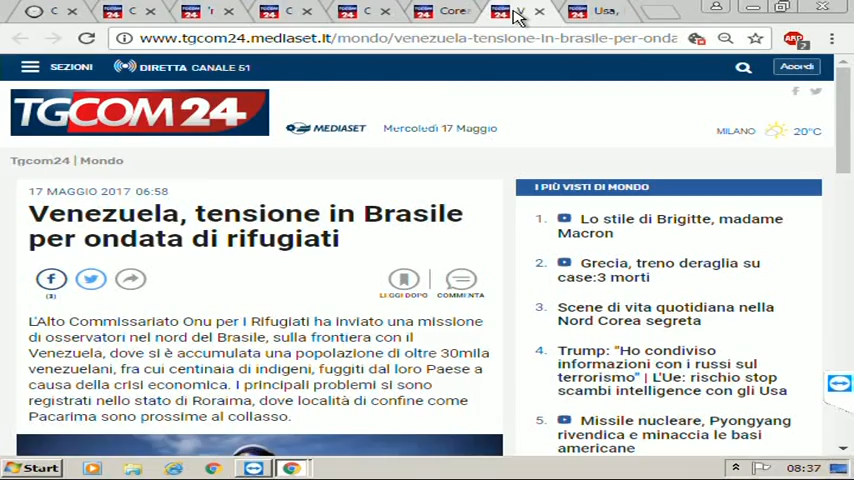 C
C
'r
C
C
Core
V
Usa,
www.tgcom24.mediaset.it/mondo/venezuela-tensione-in-brasile-per-onda
ABP
2
SEZIONI
DIRETTA CANALE 51
Accedi
TGCOM24
MEDIASET
Mercoledì 17 Maggio
MILANO 20°C
Tgcom24 | Mondo
17 MAGGIO 2017 06:58
Venezuela, tensione in Brasile
per ondata di rifugiati
(3)
LEGGI DOPO
COMMENTA
L'Alto Commissariato Onu per i Rifugiati ha inviato una missione
di osservatori nel nord del Brasile, sulla frontiera con il
Venezuela, dove si è accumulata una popolazione di oltre 30mila
venezuelani, fra cui centinaia di indigeni, fuggiti dal loro Paese a
causa della crisi economica. I principali problemi si sono
registrati nello stato di Roraima, dove località di confine come
Pacarima sono prossime al collasso.
I PIÙ VISTI DI MONDO
1. Lo stile di Brigitte, madame
Macron
2. Grecia, treno deraglia su
case:3 morti
3. Scene di vita quotidiana nella
Nord Corea segreta
4. Trump: "Ho condiviso
informazioni con i russi sul
terrorismo" | L'Ue: rischio stop
scambi intelligence con gli Usa
5. Missile nucleare, Pyongyang
rivendica e minaccia le basi
americane
Start
08:37